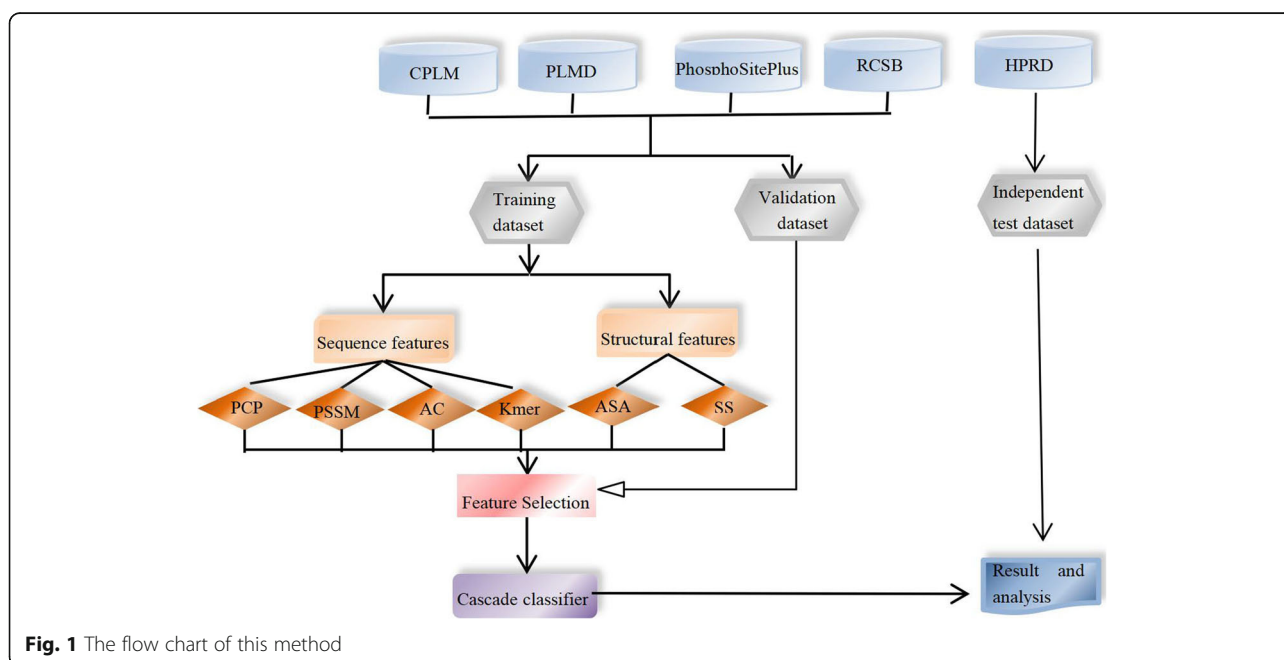 CPLM
PLMD
PhosphoSitePlus
RCSB
HPRD
Training
dataset
Validation
dataset
Independent
test dataset
Sequence features
Structural features
PCP
PSSM
AC
Kmer
ASA
SS
Feature Selection
Cascade classifier
Result and
analysis
Fig. 1 The flow chart of this method